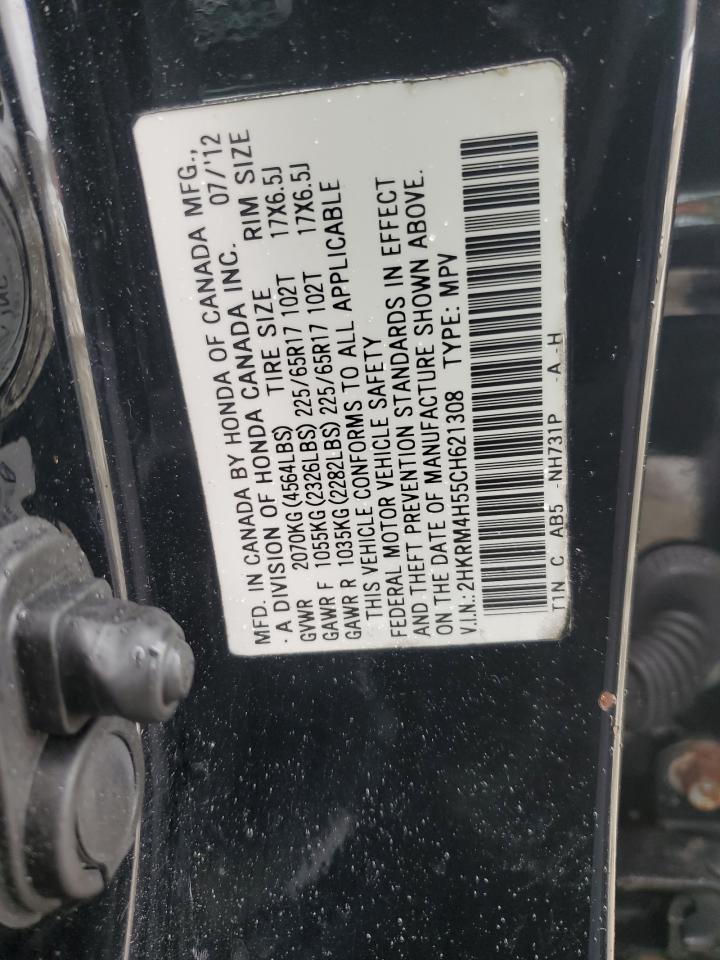 MFD. IN CANADA BY HONDA OF CANADA MFG.,
A DIVISION OF HONDA CANADA INC. 07/'12
GVWR 2070KG (4564LBS) TIRE SIZE RIM SIZE
GAWR F 1055KG (2326LBS) 225/65R17 102T 17X6.5J
GAWR R 1035KG (2282LBS) 225/65R17 102T 17X6.5J
THIS VEHICLE CONFORMS TO ALL APPLICABLE
FEDERAL MOTOR VEHICLE SAFETY
AND THEFT PREVENTION STANDARDS IN EFFECT
ON THE DATE OF MANUFACTURE SHOWN ABOVE.
V.I.N.: 2HKRM4H55CH621308 TYPE: MPV
T1N C AB5 -NH731P -A -H